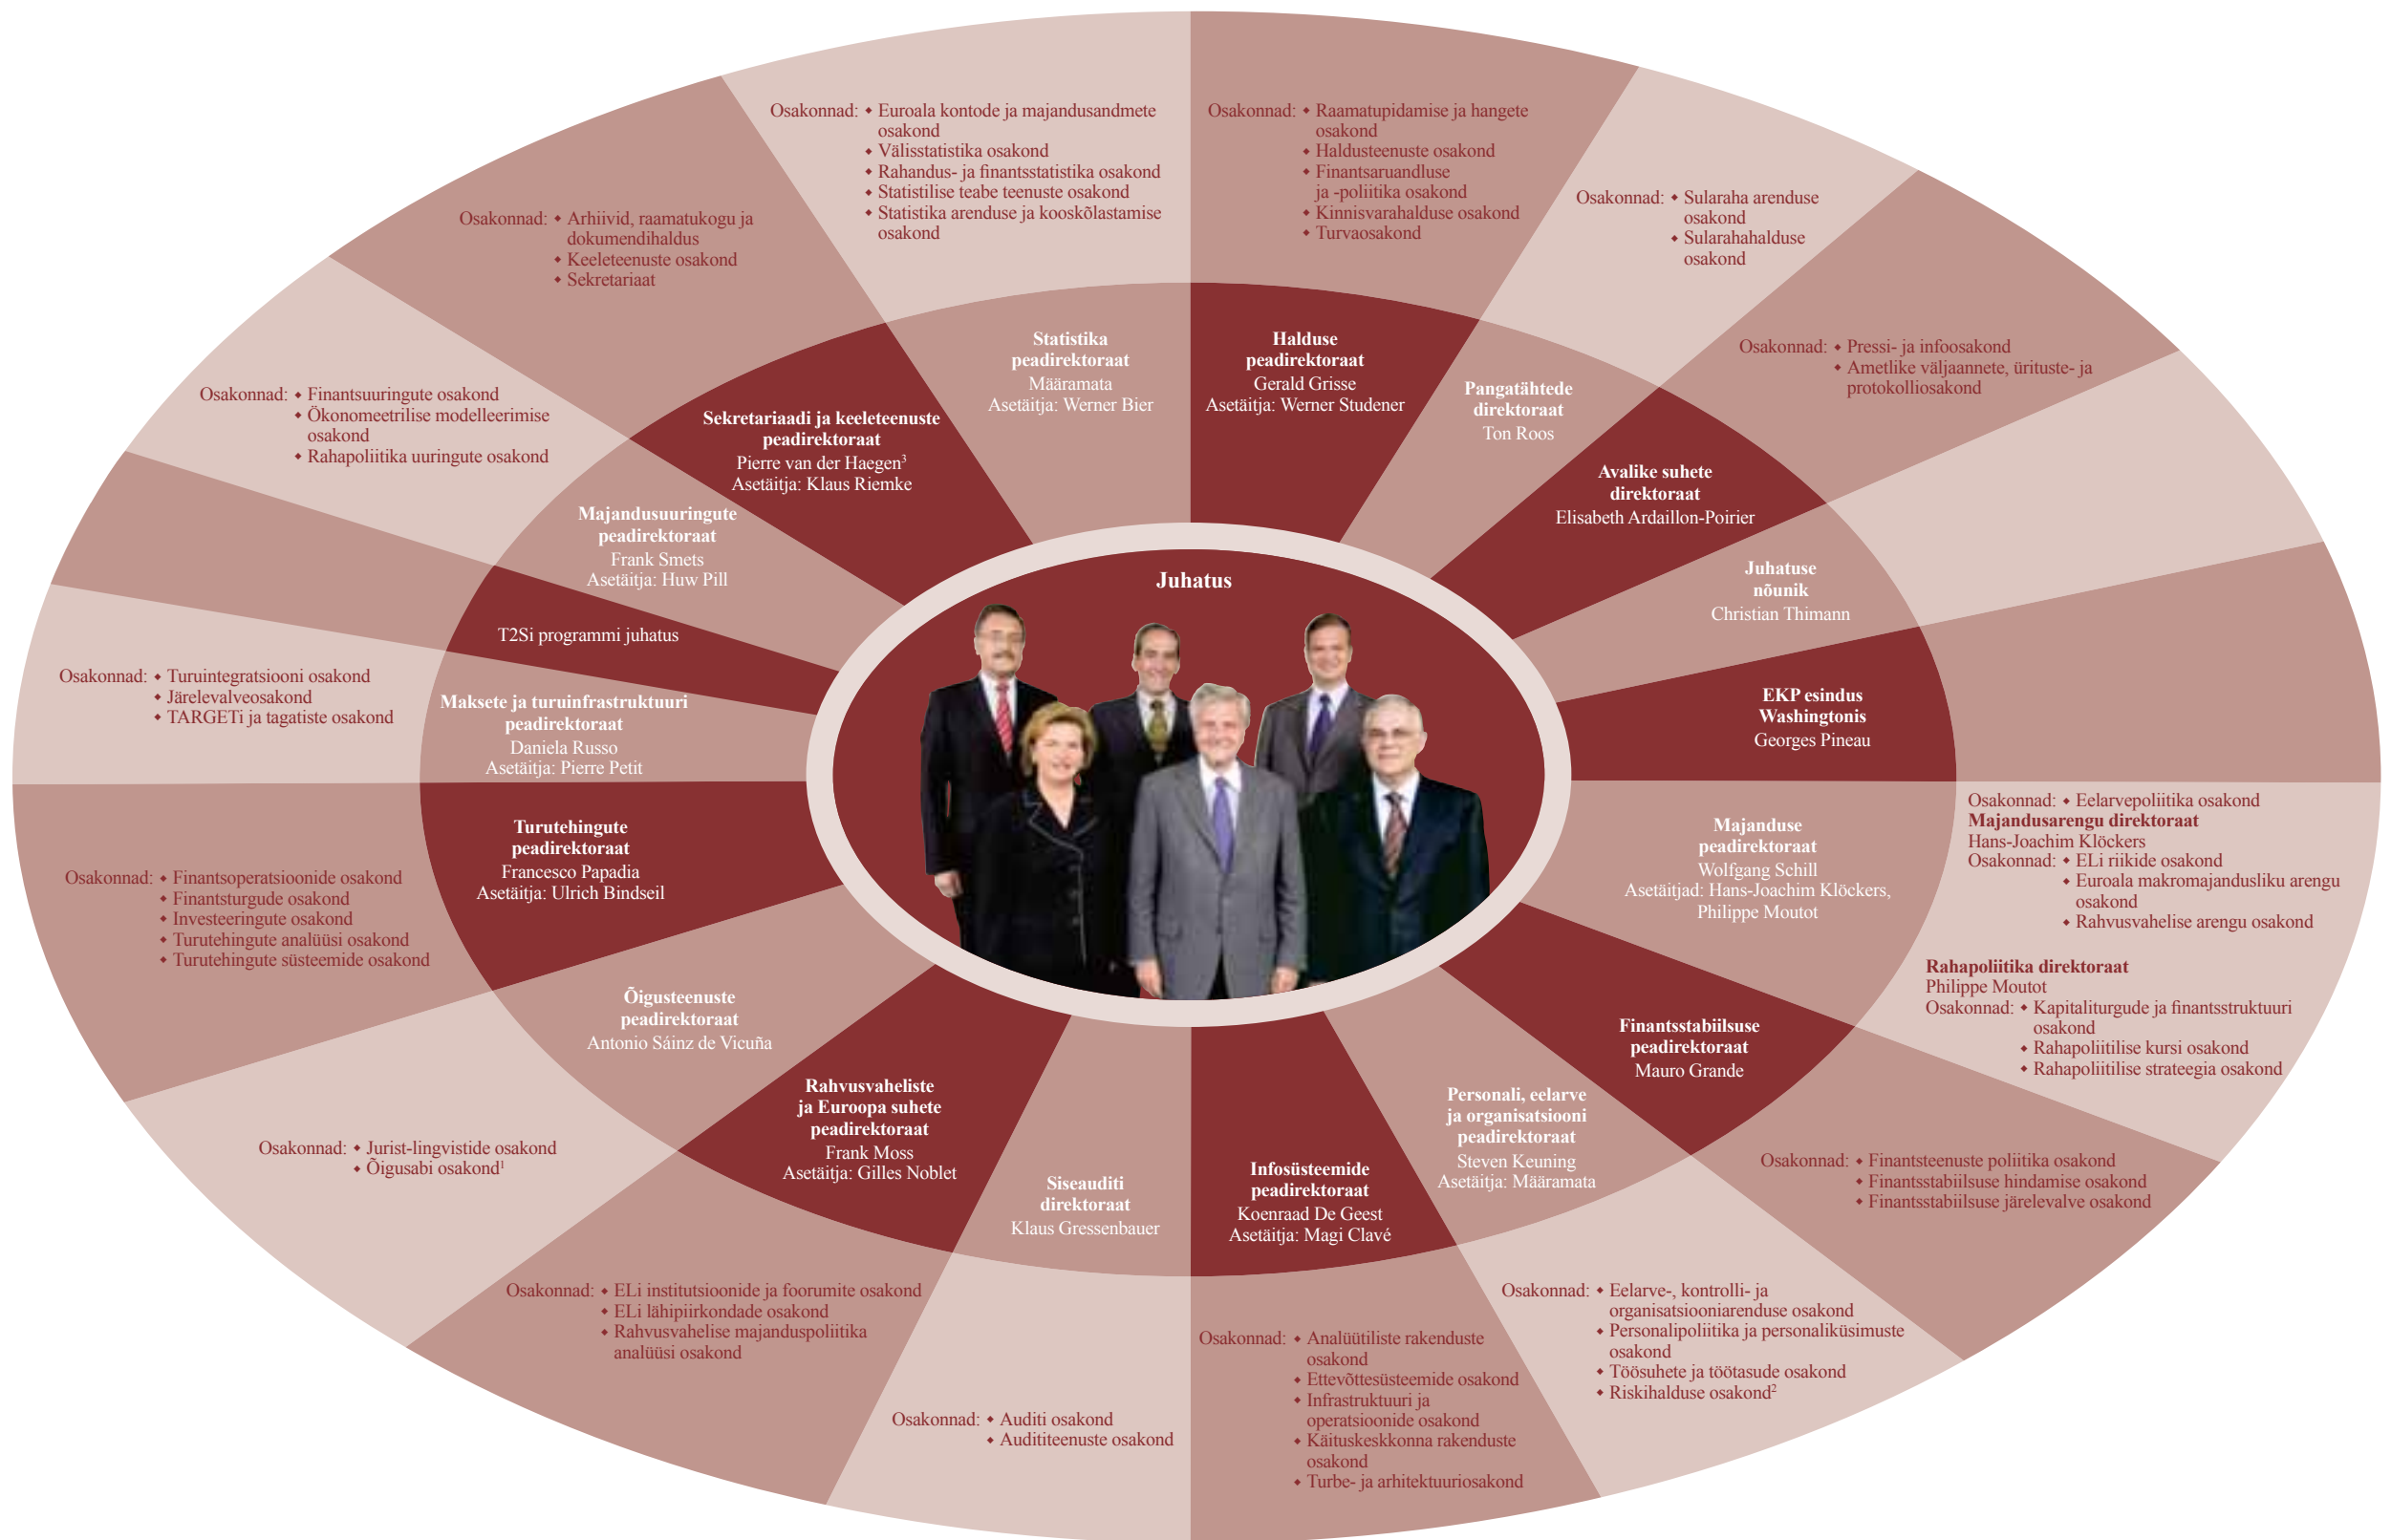 Osakonnad: ◆ Euroala kontode ja majandusandmete
osakond
◆ Välisstatistika osakond
◆ Rahandus- ja finantsstatistika osakond
◆ Statistilise teabe teenuste osakond
◆ Statistika arenduse ja kooskõlastamise
osakond
Statistika
peadirektoraat
Määramata
Asetäitja: Werner Bier
Osakonnad: ◆ Raamatupidamise ja hangete
osakond
◆ Haldusteenuste osakond
◆ Finantsaruandluse
ja -poliitika osakond
◆ Kinnisvarahalduse osakond
◆ Turvaosakond
Halduse
peadirektoraat
Gerald Grisse
Asetäitja: Werner Studener
Osakonnad: ◆ Sularaha arenduse
osakond
◆ Sularahahalduse
osakond
Pangatähtede
direktoraat
Ton Roos
Osakonnad: ◆ Pressi- ja infoosakond
◆ Ametlike väljaannete, ürituste- ja
protokolliosakond
Avalike suhete
direktoraat
Elisabeth Ardaillon-Poirier
Juhatuse
nõunik
Christian Thimann
EKP esindus
Washingtonis
Georges Pineau
Majanduse
peadirektoraat
Wolfgang Schill
Asetäitjad: Hans-Joachim Klöckers,
Philippe Moutot
Osakonnad: ◆ Eelarvepoliitika osakond
Majandusarengu direktoraat
Hans-Joachim Klöckers
Osakonnad: ◆ ELi riikide osakond
◆ Euroala makromajandusliku arengu
osakond
◆ Rahvusvahelise arengu osakond
Rahapoliitika direktoraat
Philippe Moutot
Osakonnad: ◆ Kapitaliturgude ja finantsstruktuuri
osakond
◆ Rahapoliitilise kursi osakond
◆ Rahapoliitilise strateegia osakond
Finantsstabiilsuse
peadirektoraat
Mauro Grande
Osakonnad: ◆ Finantsteenuste poliitika osakond
◆ Finantsstabiilsuse hindamise osakond
◆ Finantsstabiilsuse järelevalve osakond
Personali, eelarve
ja organisatsiooni
peadirektoraat
Steven Keuning
Asetäitja: Määramata
Osakonnad: ◆ Eelarve-, kontrolli- ja
organisatsiooniarenduse osakond
◆ Personalipoliitika ja personaliküsimuste
osakond
◆ Töösuhete ja töötasude osakond
◆ Riskihalduse osakond²
Infosüsteemide
peadirektoraat
Koenraad De Geest
Asetäitja: Magi Clavé
Osakonnad: ◆ Analüütiliste rakenduste
osakond
◆ Ettevõttesüsteemide osakond
◆ Infrastruktuuri ja
operatsioonide osakond
◆ Käituskeskkonna rakenduste
osakond
◆ Turbe- ja arhitektuuriosakond
Siseauditi
direktoraat
Klaus Gressenbauer
Osakonnad: ◆ Auditi osakond
◆ Audititeenuste osakond
Rahvusvaheliste
ja Euroopa suhete
peadirektoraat
Frank Moss
Asetäitja: Gilles Noblet
Osakonnad: ◆ ELi institutsioonide ja foorumite osakond
◆ ELi lähipiirkondade osakond
◆ Rahvusvahelise majanduspoliitika
analüüsi osakond
Õigusteenuste
peadirektoraat
Antonio Sáinz de Vicuña
Osakonnad: ◆ Jurist-lingvistide osakond
◆ Õigusabi osakond¹
Turutehingute
peadirektoraat
Francesco Papadia
Asetäitja: Ulrich Bindseil
Osakonnad: ◆ Finantsoperatsioonide osakond
◆ Finantsturgude osakond
◆ Investeeringute osakond
◆ Turutehingute analüüsi osakond
◆ Turutehingute süsteemide osakond
Maksete ja turuinfrastruktuuri
peadirektoraat
Daniela Russo
Asetäitja: Pierre Petit
Osakonnad: ◆ Turuintegratsiooni osakond
◆ Järelevalveosakond
◆ TARGETi ja tagatiste osakond
T2Si programmi juhatus
Majandusuuringute
peadirektoraat
Frank Smets
Asetäitja: Huw Pill
Osakonnad: ◆ Finantsuuringute osakond
◆ Ökonomeetrilise modelleerimise
osakond
◆ Rahapoliitika uuringute osakond
Sekretariaadi ja keeleteenuste
peadirektoraat
Pierre van der Haegen³
Asetäitja: Klaus Riemke
Osakonnad: ◆ Arhiivid, raamatukogu ja
dokumendihaldus
◆ Keeleteenuste osakond
◆ Sekretariaat
Juhatus